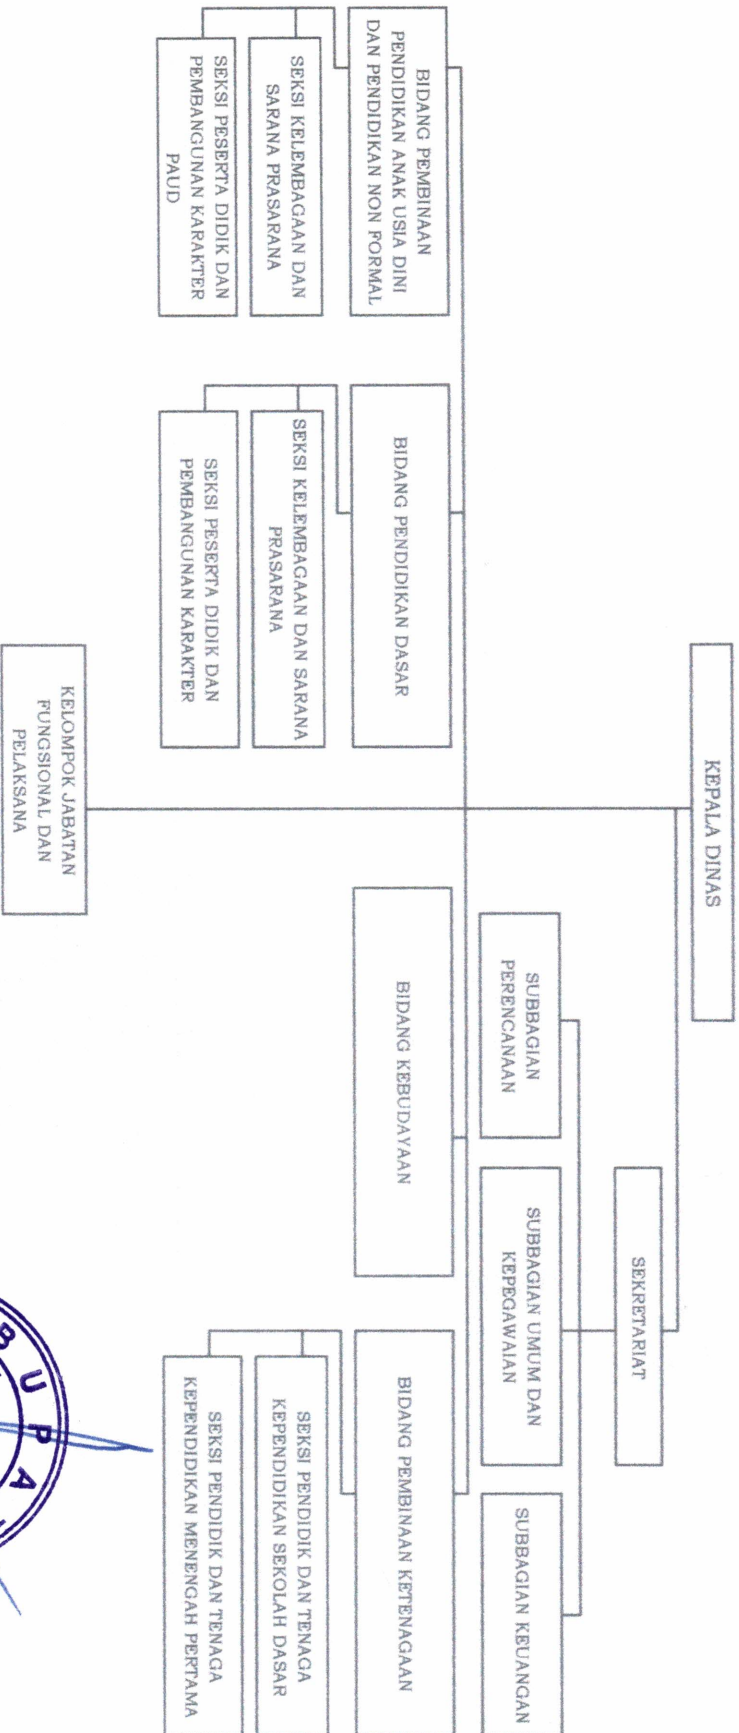 KEPALA DINAS
SEKRETARIAT
SUBBAGIAN
PERENCANAAN
SUBBAGIAN UMUM DAN
KEPEGAWAIAN
SUBBAGIAN KEUANGAN
BIDANG PEMBINAAN
PENDIDIKAN ANAK USIA DINI
DAN PENDIDIKAN NON FORMAL
SEKSI KELEMBAGAAN DAN
SARANA PRASARANA
SEKSI PESERTA DIDIK DAN
PEMBANGUNAN KARAKTER
PAUD
BIDANG PENDIDIKAN DASAR
SEKSI KELEMBAGAAN DAN SARANA
PRASARANA
SEKSI PESERTA DIDIK DAN
PEMBANGUNAN KARAKTER
BIDANG KEBUDAYAAN
BIDANG PEMBINAAN KETENAGAAN
SEKSI PENDIDIK DAN TENAGA
KEPENDIDIKAN SEKOLAH DASAR
SEKSI PENDIDIK DAN TENAGA
KEPENDIDIKAN MENENGAH PERTAMA
KELOMPOK JABATAN
FUNGSIONAL DAN
PELAKSANA